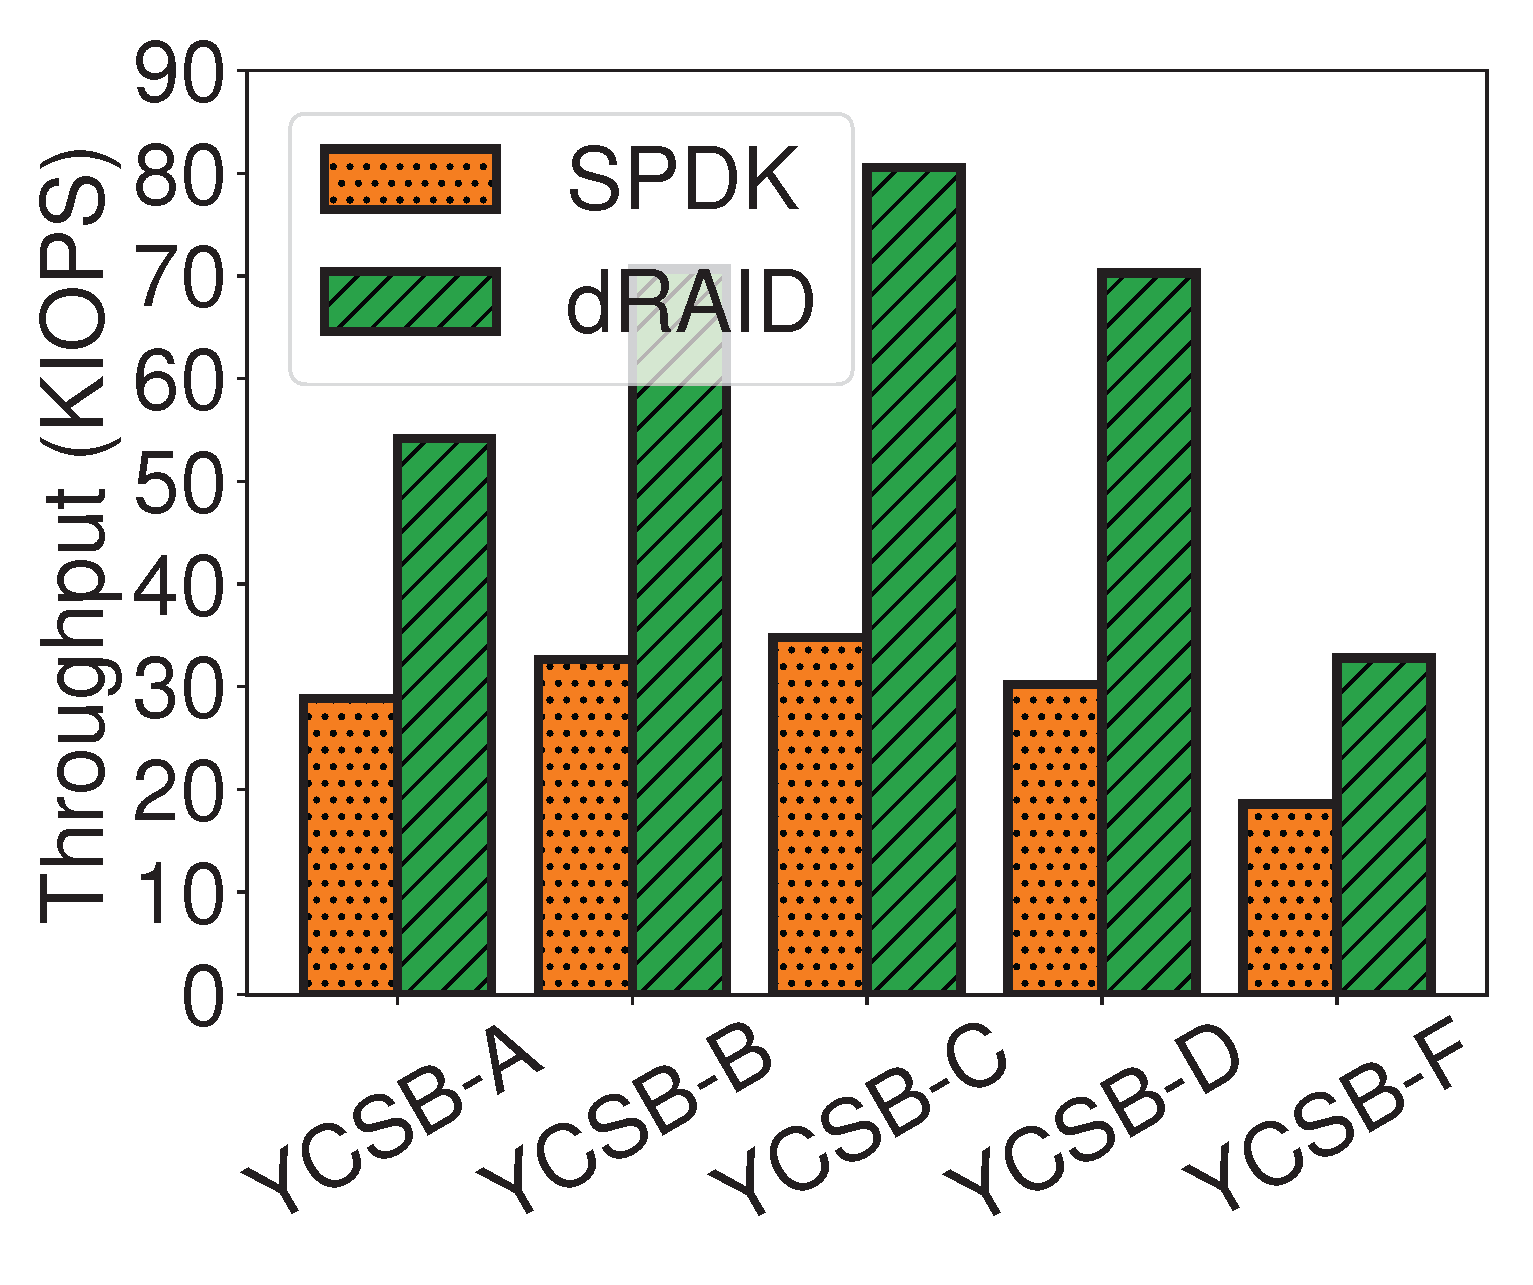 Throughput (KIOPS)
90
80
70
60
50
40
30
20
10
0
SPDK
dRAID
YCSB-A
YCSB-B
YCSB-C
YCSB-D
YCSB-F